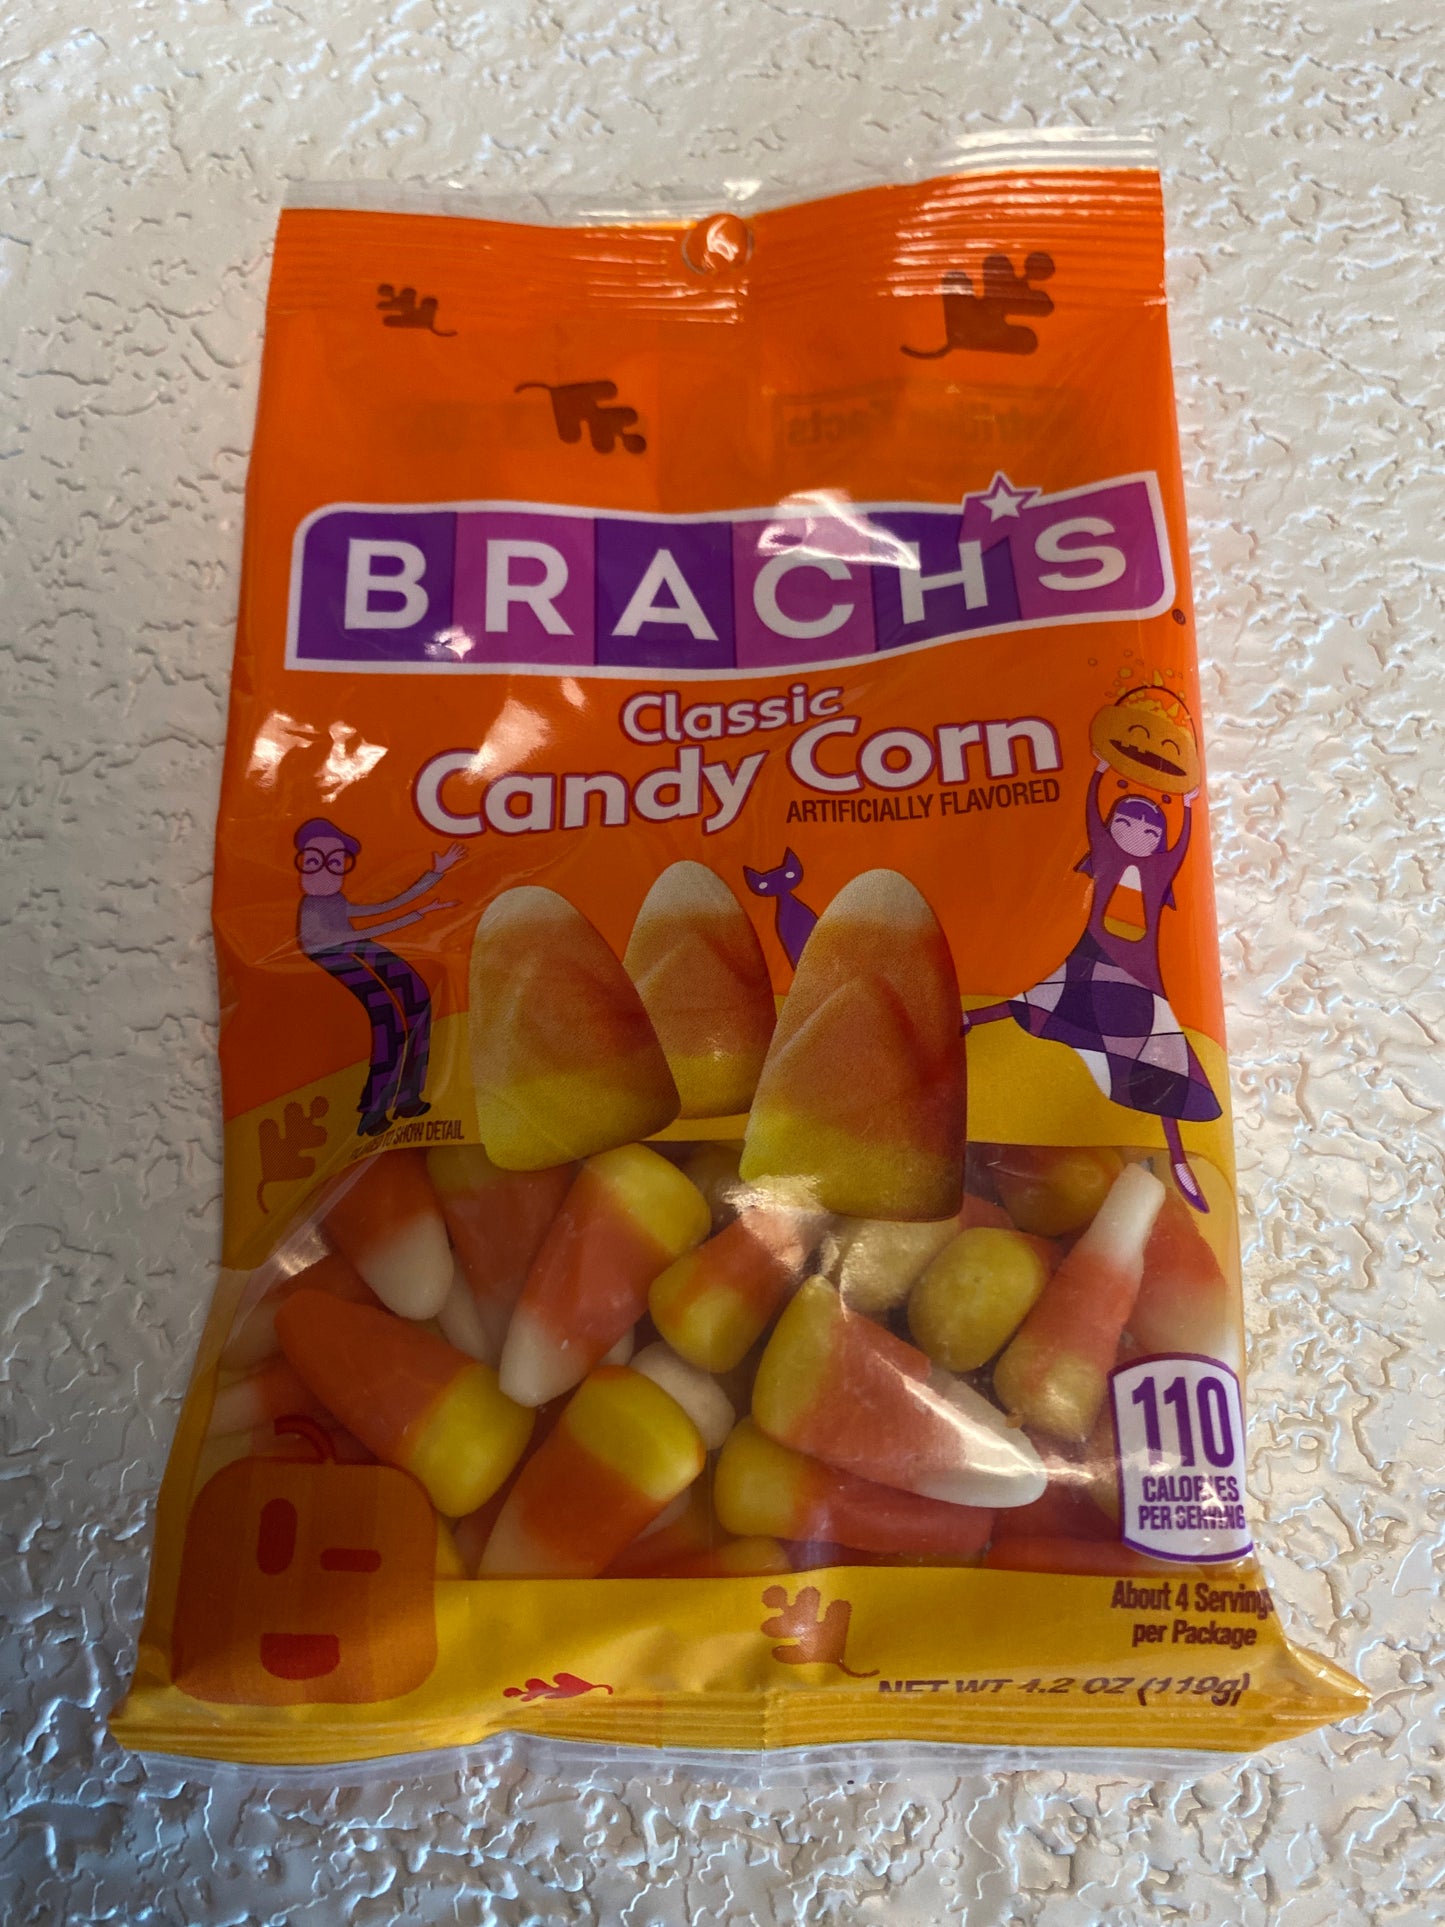 BRACH'S
Classic
Candy Corn
ARTIFICIALLY FLAVORED
TO SHOW DETAIL
110
CALORIES
PER SERVING
About 4 Servings
per Package
NET WT 4.2 OZ (119g)